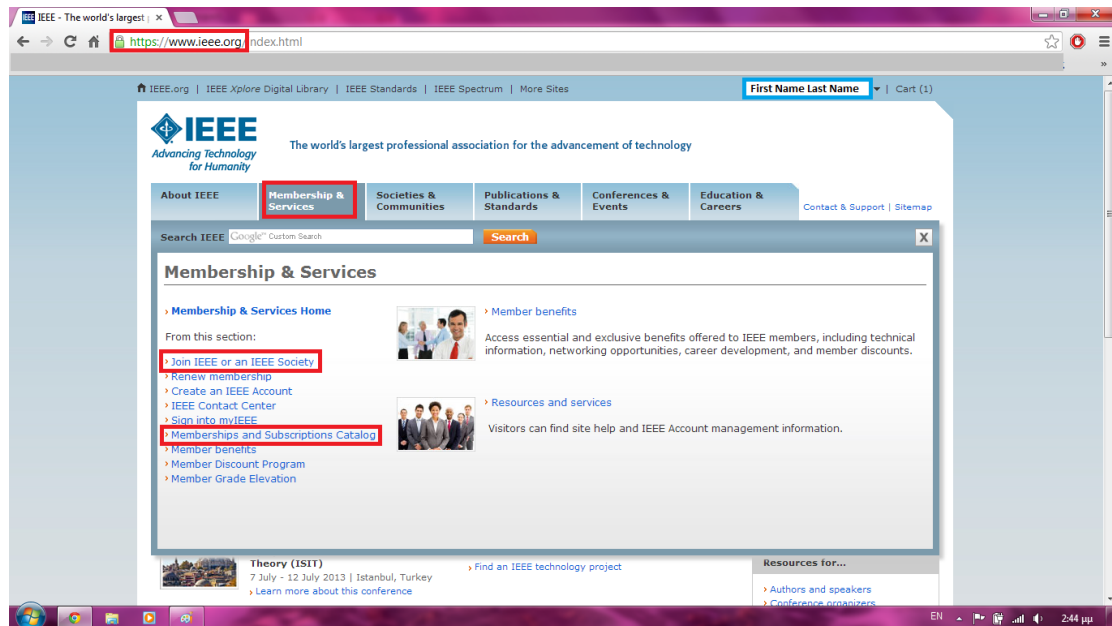 IEEE - The world's largest p
https://www.ieee.org/index.html
IEEE.org | IEEE Xplore Digital Library | IEEE Standards | IEEE Spectrum | More Sites
First Name Last Name | Cart (1)
IEEE
Advancing Technology
for Humanity
The world's largest professional association for the advancement of technology
About IEEE
Membership &
Services
Societies &
Communities
Publications &
Standards
Conferences &
Events
Education &
Careers
Contact & Support | Sitemap
Search IEEE Google™ Custom Search Search X
Membership & Services
Membership & Services Home
From this section:
Join IEEE or an IEEE Society
Renew membership
Create an IEEE Account
IEEE Contact Center
Sign into myIEEE
Memberships and Subscriptions Catalog
Member benefits
Member Discount Program
Member Grade Elevation
Member benefits
Access essential and exclusive benefits offered to IEEE members, including technical
information, networking opportunities, career development, and member discounts.
Resources and services
Visitors can find site help and IEEE Account management information.
Theory (ISIT)
7 July - 12 July 2013 | Istanbul, Turkey
Learn more about this conference
Find an IEEE technology project
Resources for...
Authors and speakers
Conference organizers
EN 2:44 μμ